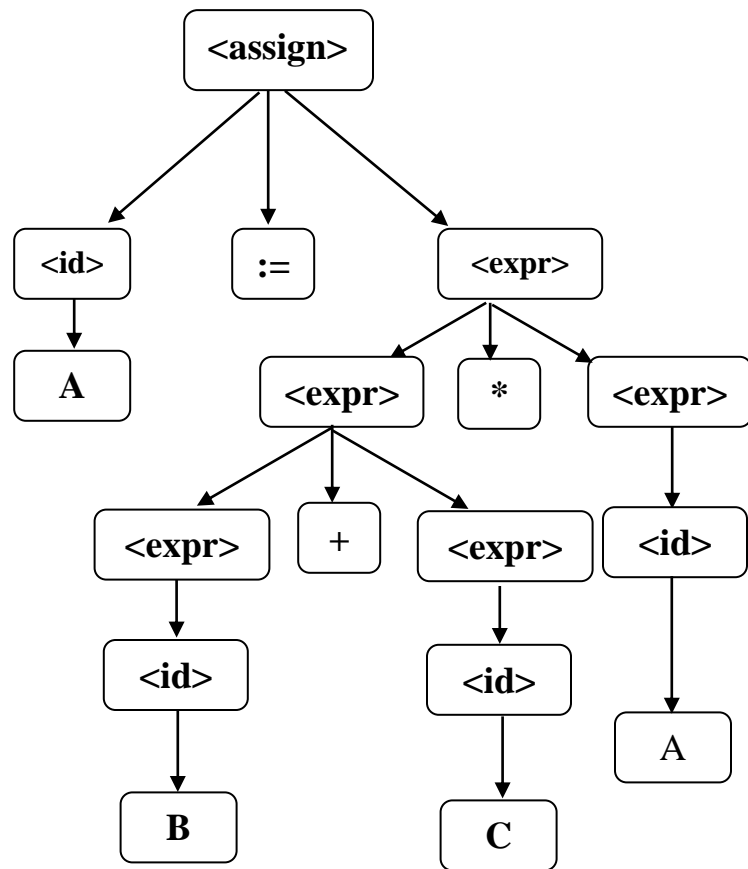 <assign>
<id> := <expr>
A <expr> * <expr>
<expr> + <expr> <id>
<id> <id>
A
B C